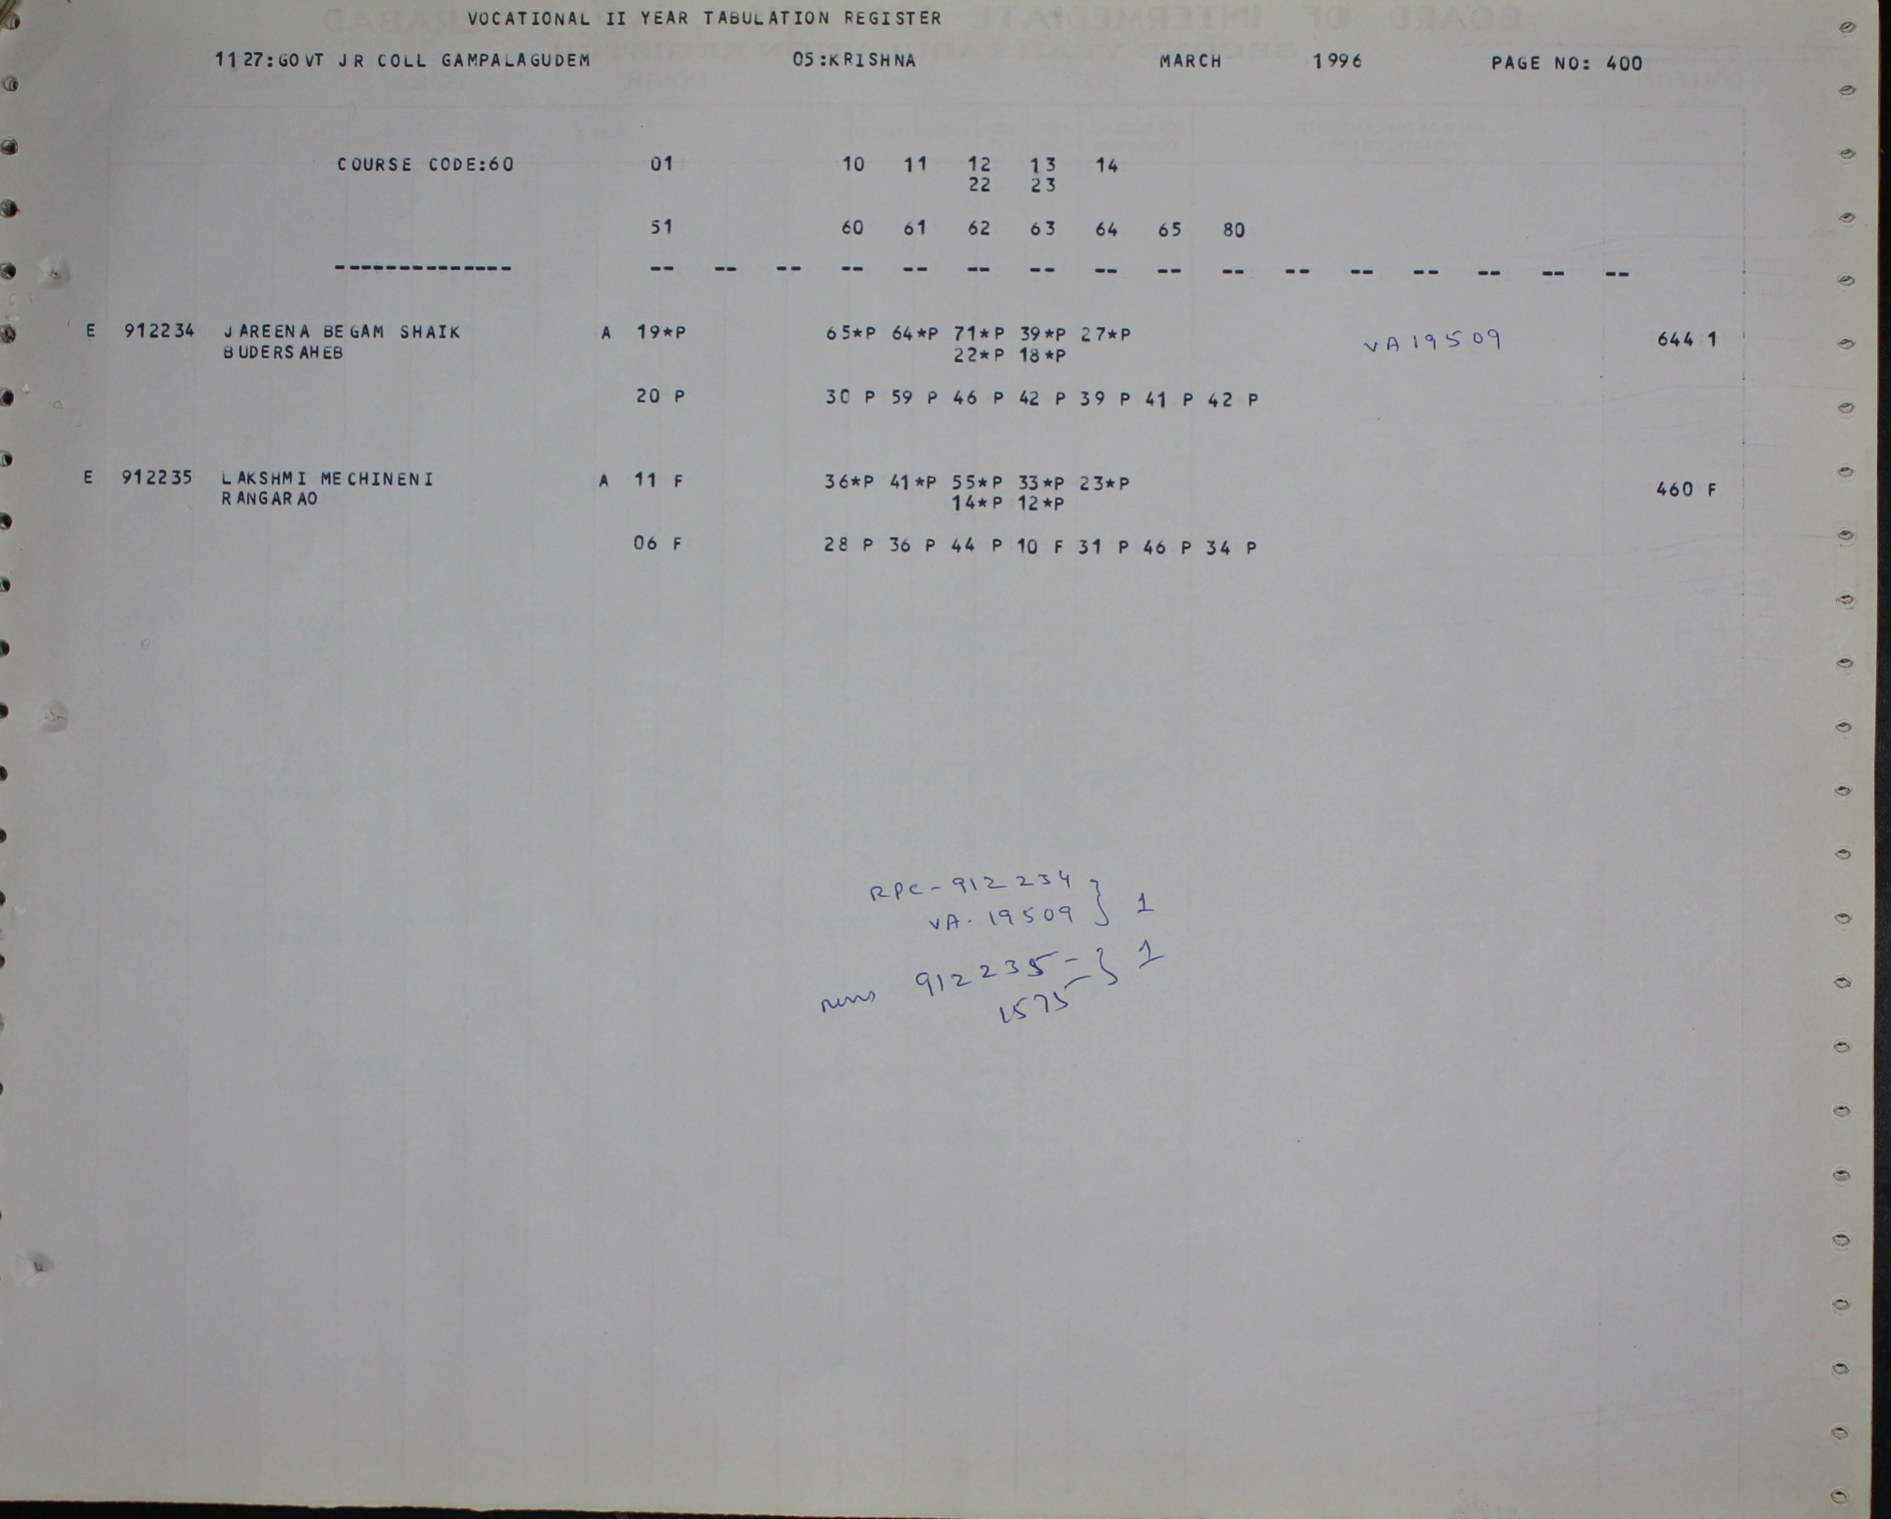 VOCATIONAL II YEAR TABULATION REGISTER
1127:GOVT JR COLL GAMPALAGUDEM 05:KRISHNA MARCH 1996 PAGE NO: 400
COURSE CODE:60 01 10 11 12 13 14
22 23
51 60 61 62 63 64 65 80
-------------- -- -- -- -- -- -- -- -- -- -- -- -- -- -- -- --
E 912234 JAREENA BEGAM SHAIK A 19*P 65*P 64*P 71*P 39*P 27*P VA19509 644 1
BUDERSAHEB 22*P 18*P
20 P 30 P 59 P 46 P 42 P 39 P 41 P 42 P
E 912235 LAKSHMI MECHINENI A 11 F 36*P 41*P 55*P 33*P 23*P 460 F
RANGARAO 14*P 12*P
06 F 28 P 36 P 44 P 10 F 31 P 46 P 34 P
RPC-912234
VA-19509 } 1
912235- } 1
1575